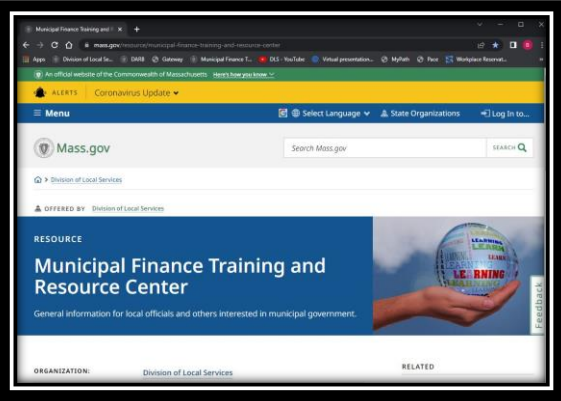 Municipal Finance Training and R
mass.gov/resource/municipal-finance-training-and-resource-center
Apps Division of Local Se... DARB Gateway Municipal Finance T... DLS - YouTube Virtual presentation... MyPath Pace Workplace Reservat...
An official website of the Commonwealth of Massachusetts Here's how you know
ALERTS Coronavirus Update
Menu Select Language State Organizations Log In to...
Mass.gov Search Mass.gov SEARCH
Division of Local Services
OFFERED BY Division of Local Services
RESOURCE
Municipal Finance Training and
Resource Center
General information for local officials and others interested in municipal government.
LEARNING
LEARN
LEARNING
Feedback
ORGANIZATION: Division of Local Services
RELATED